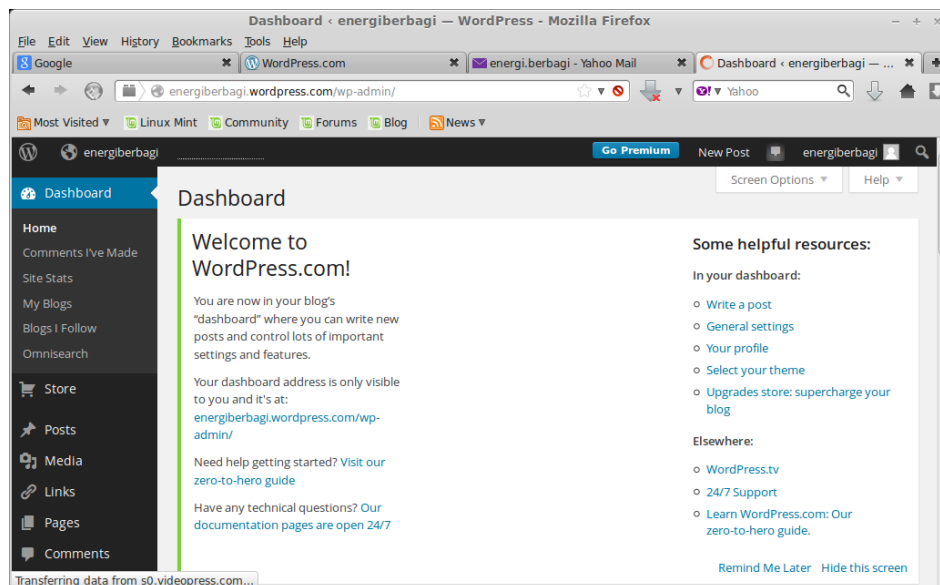 Dashboard ‹ energiberbagi — WordPress - Mozilla Firefox
File Edit View History Bookmarks Tools Help
Google WordPress.com energi.berbagi - Yahoo Mail Dashboard ‹ energiberbagi — ...
energiberbagi.wordpress.com/wp-admin/ Yahoo
Most Visited Linux Mint Community Forums Blog News
energiberbagi Go Premium New Post energiberbagi
Screen Options Help
Dashboard
Home
Comments I've Made
Site Stats
My Blogs
Blogs I Follow
Omnisearch
Store
Posts
Media
Links
Pages
Comments
Dashboard
Welcome to
WordPress.com!
You are now in your blog's
“dashboard” where you can write new
posts and control lots of important
settings and features.
Your dashboard address is only visible
to you and it's at:
energiberbagi.wordpress.com/wp-
admin/
Need help getting started? Visit our
zero-to-hero guide
Have any technical questions? Our
documentation pages are open 24/7
Some helpful resources:
In your dashboard:
Write a post
General settings
Your profile
Select your theme
Upgrades store: supercharge your
blog
Elsewhere:
WordPress.tv
24/7 Support
Learn WordPress.com: Our
zero-to-hero guide.
Remind Me Later Hide this screen
Transferring data from s0.videopress.com...